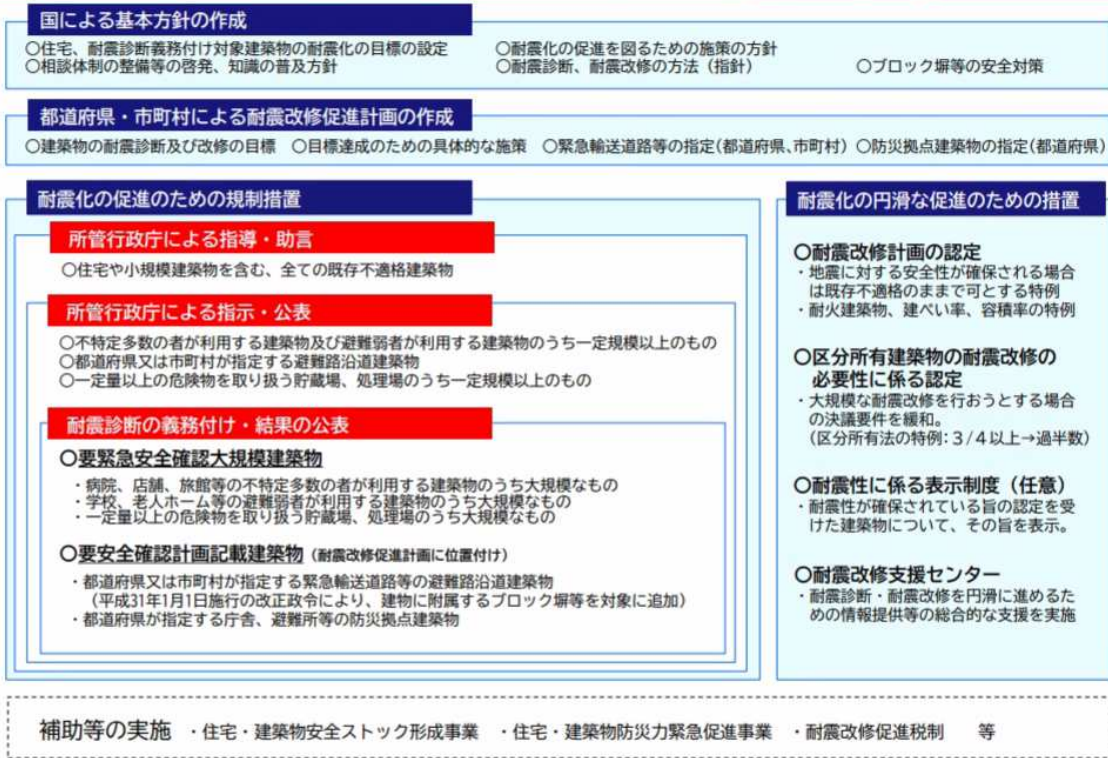 国による基本方針の作成
〇住宅、耐震診断義務付け対象建築物の耐震化の目標の設定 〇耐震化の促進を図るための施策の方針
〇相談体制の整備等の啓発、知識の普及方針 〇耐震診断、耐震改修の方法（指針） 〇ブロック塀等の安全対策
都道府県・市町村による耐震改修促進計画の作成
〇建築物の耐震診断及び改修の目標 〇目標達成のための具体的な施策 〇緊急輸送道路等の指定(都道府県、市町村) 〇防災拠点建築物の指定(都道府県)
耐震化の促進のための規制措置
所管行政庁による指導・助言
〇住宅や小規模建築物を含む、全ての既存不適格建築物
所管行政庁による指示・公表
〇不特定多数の者が利用する建築物及び避難弱者が利用する建築物のうち一定規模以上のもの
〇都道府県又は市町村が指定する避難路沿道建築物
〇一定量以上の危険物を取り扱う貯蔵場、処理場のうち一定規模以上のもの
耐震診断の義務付け・結果の公表
〇要緊急安全確認大規模建築物
・病院、店舗、旅館等の不特定多数の者が利用する建築物のうち大規模なもの
・学校、老人ホーム等の避難弱者が利用する建築物のうち大規模なもの
・一定量以上の危険物を取り扱う貯蔵場、処理場のうち大規模なもの
〇要安全確認計画記載建築物（耐震改修促進計画に位置付け）
・都道府県又は市町村が指定する緊急輸送道路等の避難路沿道建築物
（平成31年1月1日施行の改正政令により、建物に附属するブロック塀等を対象に追加）
・都道府県が指定する庁舎、避難所等の防災拠点建築物
耐震化の円滑な促進のための措置
〇耐震改修計画の認定
・地震に対する安全性が確保される場合
は既存不適格のままで可とする特例
・耐火建築物、建ぺい率、容積率の特例
〇区分所有建築物の耐震改修の
必要性に係る認定
・大規模な耐震改修を行おうとする場合
の決議要件を緩和。
（区分所有法の特例：３/４以上→過半数）
〇耐震性に係る表示制度（任意）
・耐震性が確保されている旨の認定を受
けた建築物について、その旨を表示。
〇耐震改修支援センター
・耐震診断・耐震改修を円滑に進めるた
めの情報提供等の総合的な支援を実施
補助等の実施 ・住宅・建築物安全ストック形成事業 ・住宅・建築物防災力緊急促進事業 ・耐震改修促進税制 等